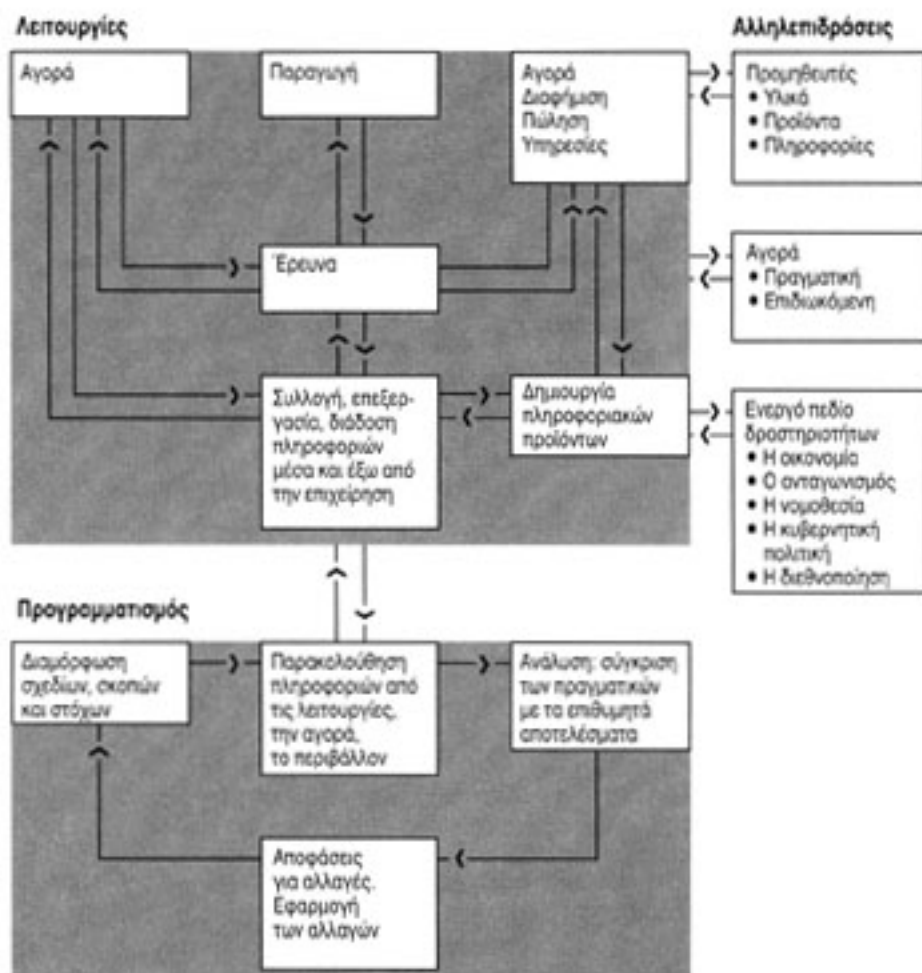 Λειτουργίες
Αγορά
Παραγωγή
Αγορά
Διαφήμιση
Πώληση
Υπηρεσίες
Έρευνα
Συλλογή, επεξερ-
γασία, διάδοση
πληροφοριών
μέσα και έξω από
την επιχείρηση
Δημιουργία
πληροφοριακών
προϊόντων
Αλληλεπιδράσεις
Προμηθευτές
• Υλικά
• Προϊόντα
• Πληροφορίες
Αγορά
• Πραγματική
• Επιδιωκόμενη
Ενεργό πεδίο
δραστηριοτήτων
• Η οικονομία
• Ο ανταγωνισμός
• Η νομοθεσία
• Η κυβερνητική
πολιτική
• Η διεθνοποίηση
Προγραμματισμός
Διαμόρφωση
σχεδίων, σκοπών
και στόχων
Παρακολούθηση
πληροφοριών από
τις λειτουργίες,
την αγορά,
το περιβάλλον
Ανάλυση: σύγκριση
των πραγματικών
με τα επιθυμητά
αποτελέσματα
Αποφάσεις
για αλλαγές.
Εφαρμογή
των αλλαγών